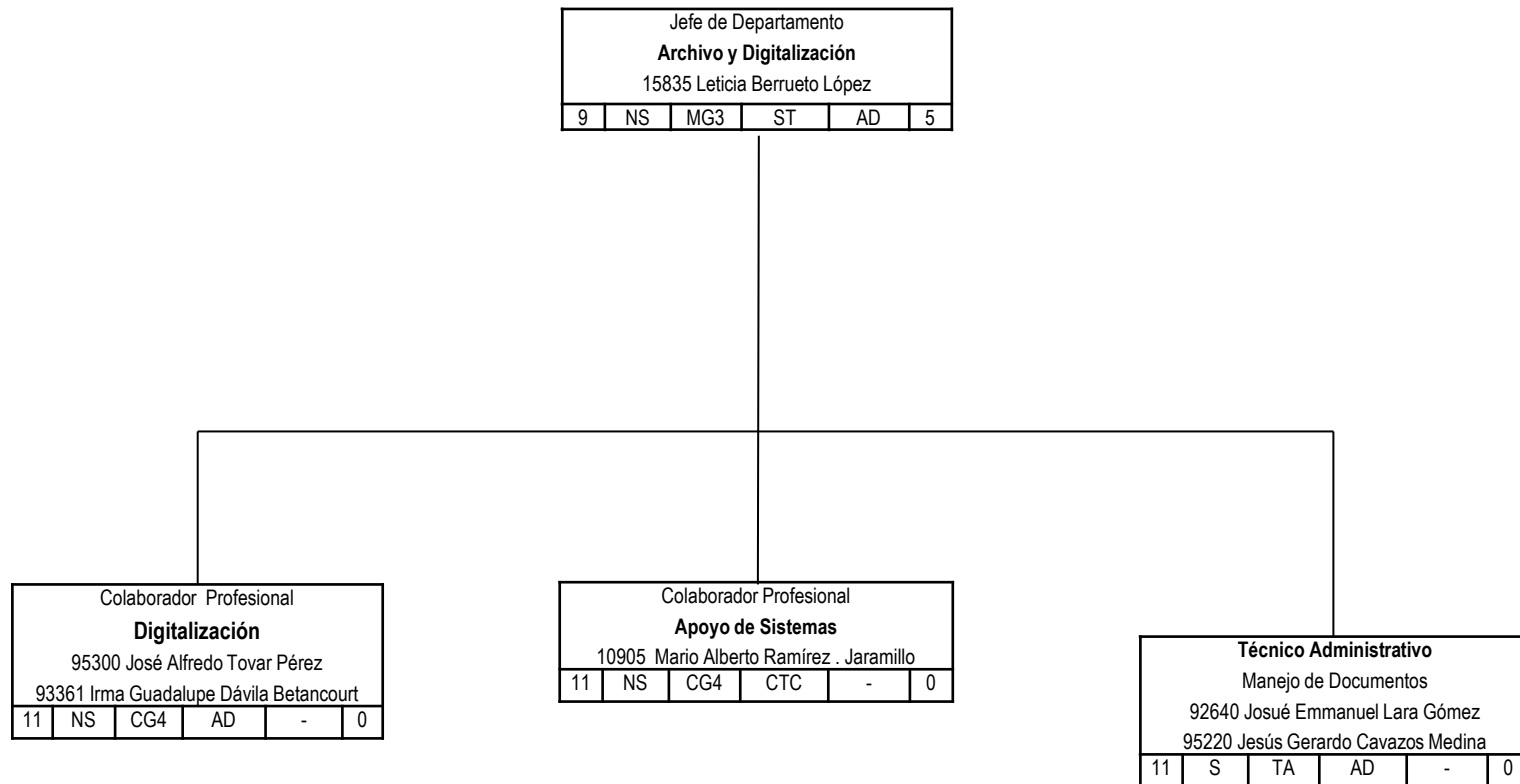 Jefe de Departamento
Archivo y Digitalización
15835 Leticia Berrueto López
9 NS MG3 ST AD 5
Colaborador Profesional
Digitalización
95300 José Alfredo Tovar Pérez
93361 Irma Guadalupe Dávila Betancourt
11 NS CG4 AD - 0
Colaborador Profesional
Apoyo de Sistemas
10905 Mario Alberto Ramírez . Jaramillo
11 NS CG4 CTC - 0
Técnico Administrativo
Manejo de Documentos
92640 Josué Emmanuel Lara Gómez
95220 Jesús Gerardo Cavazos Medina
11 S TA AD - 0